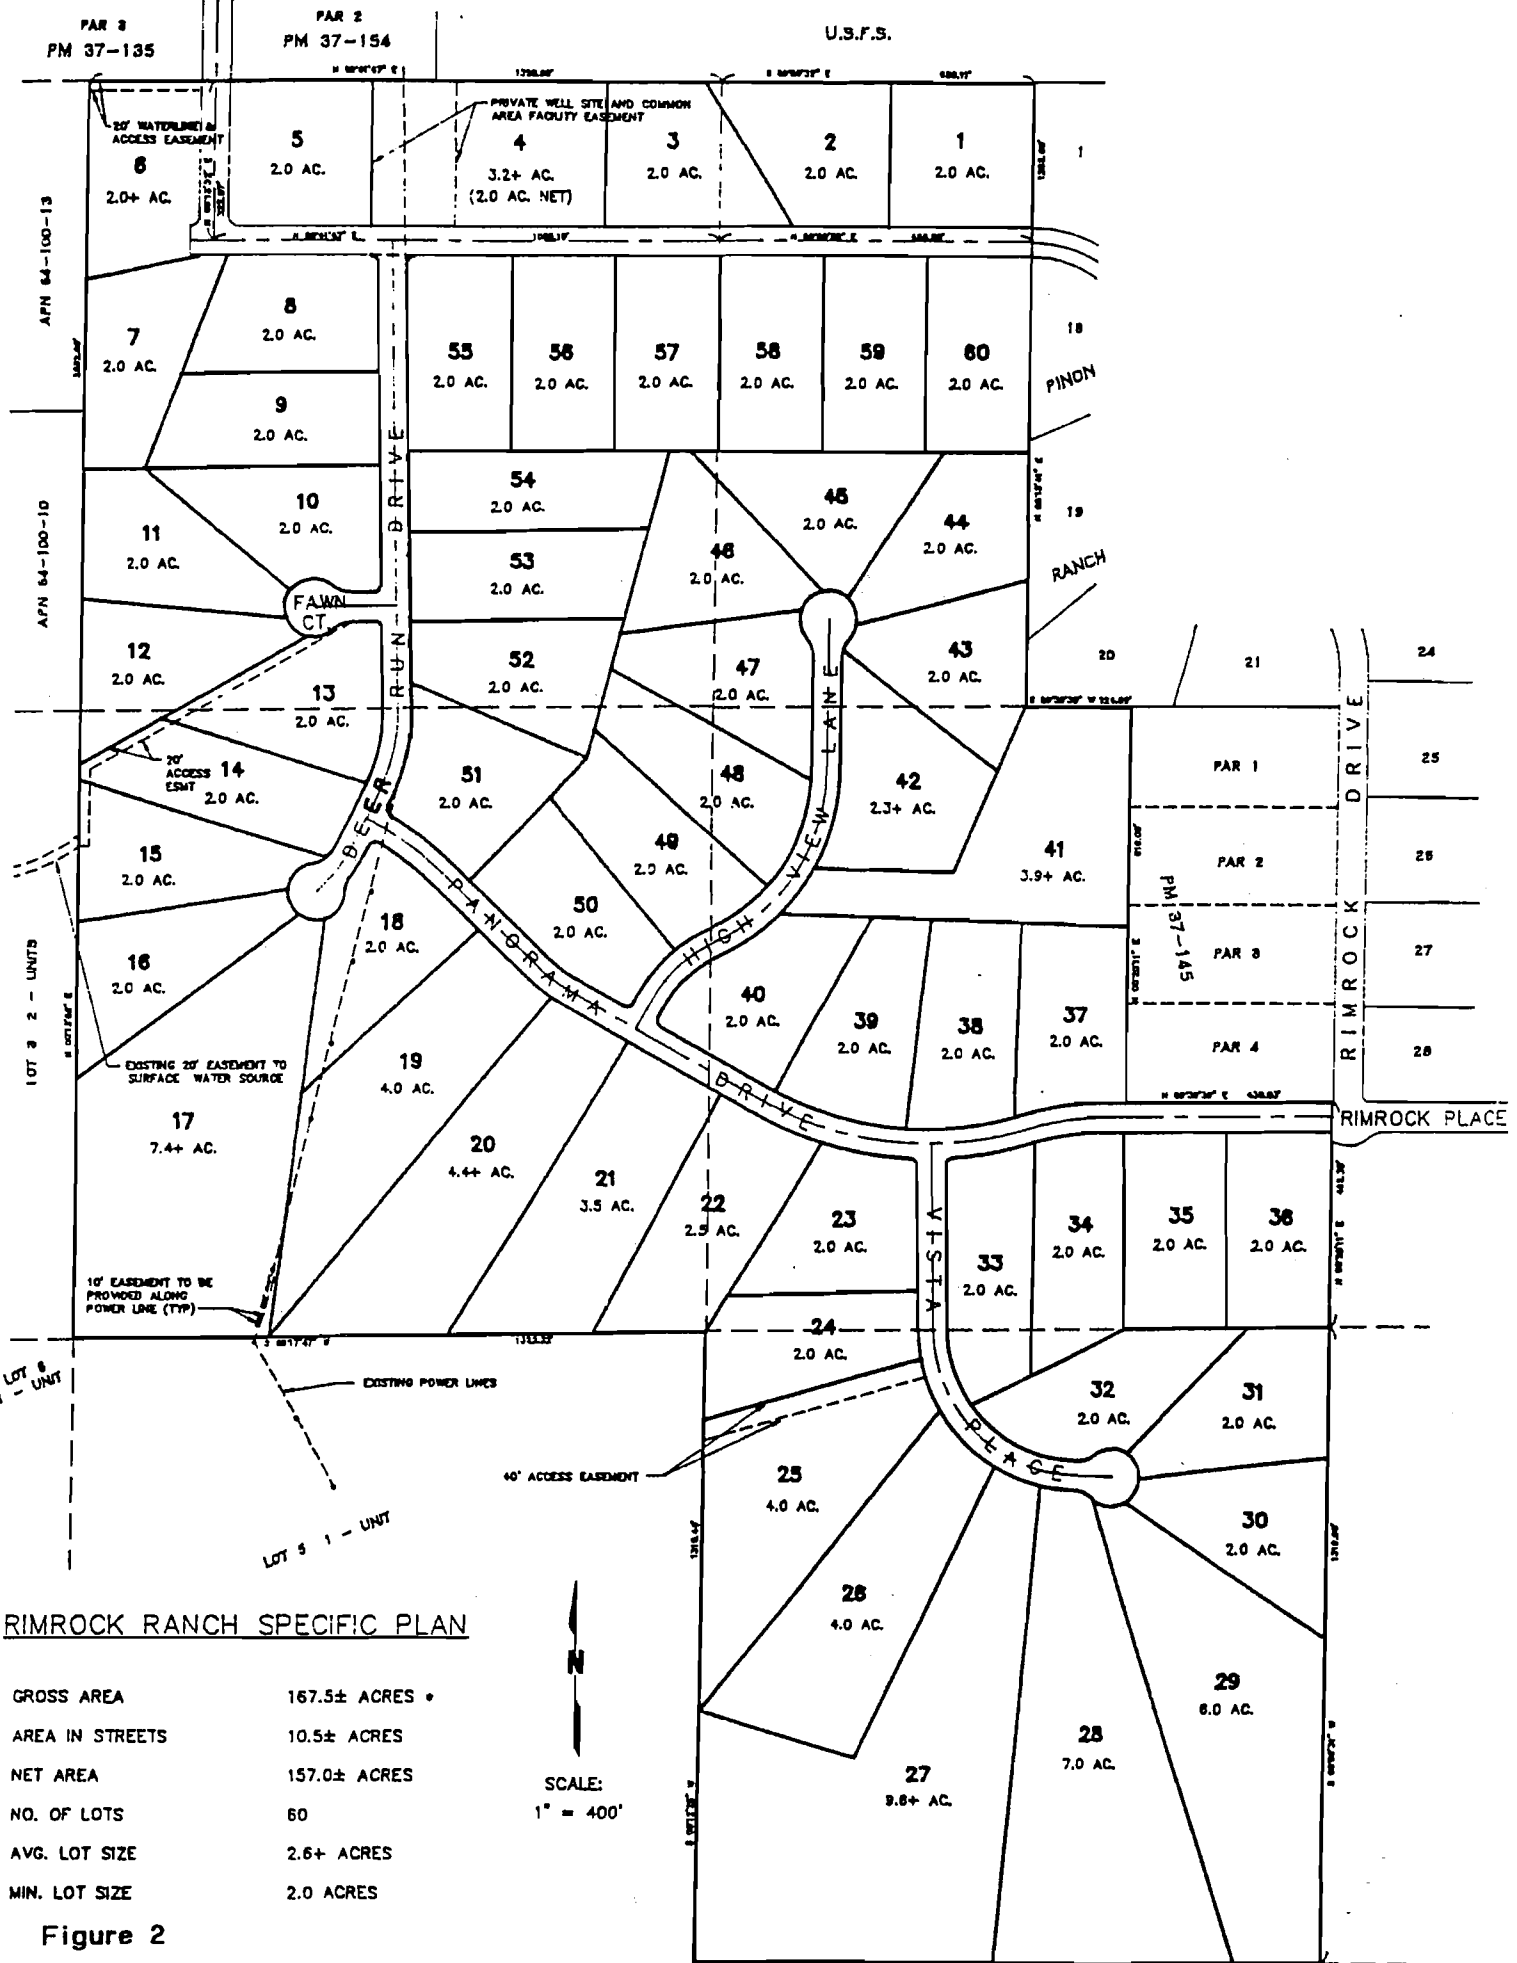 PAR 3
PM 37-135
PAR 2
PM 37-154
U.S.F.S.
20' WATERLINE &
ACCESS EASEMENT
PRIVATE WELL SITE AND COMMON
AREA FACILITY EASEMENT
6
2.0+ AC.
5
2.0 AC.
4
3.2+ AC.
(2.0 AC. NET)
3
2.0 AC.
2
2.0 AC.
1
2.0 AC.
1
APN 64-100-13
7
2.0 AC.
8
2.0 AC.
9
2.0 AC.
55
2.0 AC.
56
2.0 AC.
57
2.0 AC.
58
2.0 AC.
59
2.0 AC.
60
2.0 AC.
18
PINON
RANCH
19
APN 64-100-10
10
2.0 AC.
11
2.0 AC.
54
2.0 AC.
53
2.0 AC.
52
2.0 AC.
45
2.0 AC.
44
2.0 AC.
46
2.0 AC.
FAWN
CT.
12
2.0 AC.
13
2.0 AC.
47
2.0 AC.
43
2.0 AC.
20
21
24
DEER RUN DRIVE
HIGH VIEW LANE
RIMROCK DRIVE
20'
ACCESS
ESMT
14
2.0 AC.
51
2.0 AC.
48
2.0 AC.
42
2.3+ AC.
PAR 1
25
15
2.0 AC.
49
2.0 AC.
41
3.9+ AC.
PAR 2
26
PM 37-145
16
2.0 AC.
18
2.0 AC.
50
2.0 AC.
PAR 3
27
PANORAMA DRIVE
LOT 3 2 - UNITS
EXISTING 20' EASEMENT TO
SURFACE WATER SOURCE
40
2.0 AC.
39
2.0 AC.
38
2.0 AC.
37
2.0 AC.
PAR 4
28
19
4.0 AC.
17
7.4+ AC.
20
4.4+ AC.
21
3.5 AC.
22
2.5 AC.
23
2.0 AC.
RIMROCK PLACE
33
2.0 AC.
34
2.0 AC.
35
2.0 AC.
36
2.0 AC.
VISTA PLACE
10' EASEMENT TO BE
PROVIDED ALONG
POWER LINE (TYP)
24
2.0 AC.
LOT 6
- UNIT
EXISTING POWER LINES
32
2.0 AC.
31
2.0 AC.
40' ACCESS EASEMENT
25
4.0 AC.
30
2.0 AC.
LOT 5 1 - UNIT
26
4.0 AC.
29
6.0 AC.
28
7.0 AC.
27
9.6+ AC.
RIMROCK RANCH SPECIFIC PLAN
GROSS AREA 167.5± ACRES •
AREA IN STREETS 10.5± ACRES
NET AREA 157.0± ACRES
NO. OF LOTS 60
AVG. LOT SIZE 2.6+ ACRES
MIN. LOT SIZE 2.0 ACRES
N
SCALE:
1" = 400'
Figure 2